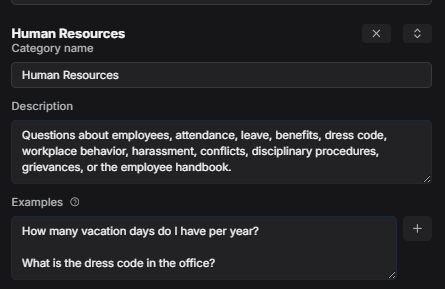 Human Resources
Category name
Human Resources
Description
Questions about employees, attendance, leave, benefits, dress code,
workplace behavior, harassment, conflicts, disciplinary procedures,
grievances, or the employee handbook.
Examples
How many vacation days do I have per year?
What is the dress code in the office?